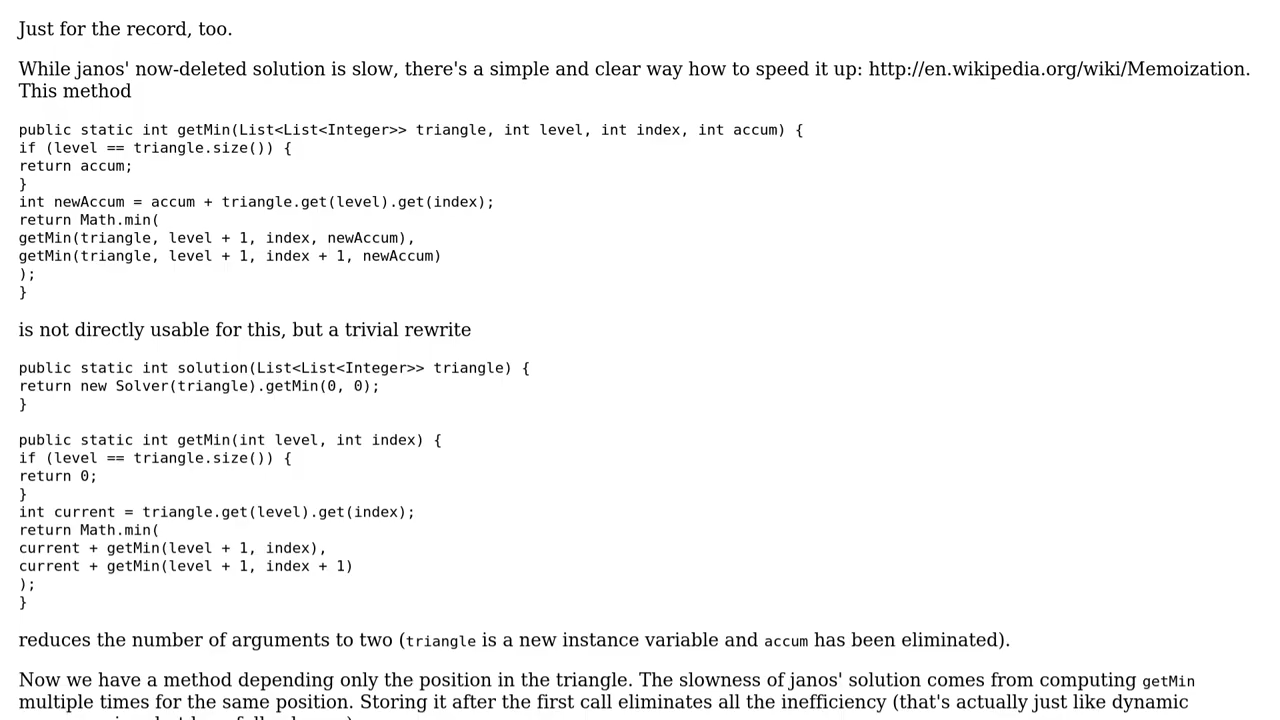 Just for the record, too.
While janos' now-deleted solution is slow, there's a simple and clear way how to speed it up: http://en.wikipedia.org/wiki/Memoization.
This method
public static int getMin(List<List<Integer>> triangle, int level, int index, int accum) {
if (level == triangle.size()) {
return accum;
}
int newAccum = accum + triangle.get(level).get(index);
return Math.min(
getMin(triangle, level + 1, index, newAccum),
getMin(triangle, level + 1, index + 1, newAccum)
);
}
is not directly usable for this, but a trivial rewrite
public static int solution(List<List<Integer>> triangle) {
return new Solver(triangle).getMin(0, 0);
}
public static int getMin(int level, int index) {
if (level == triangle.size()) {
return 0;
}
int current = triangle.get(level).get(index);
return Math.min(
current + getMin(level + 1, index),
current + getMin(level + 1, index + 1)
);
}
reduces the number of arguments to two (triangle is a new instance variable and accum has been eliminated).
Now we have a method depending only the position in the triangle. The slowness of janos' solution comes from computing getMin
multiple times for the same position. Storing it after the first call eliminates all the inefficiency (that's actually just like dynamic